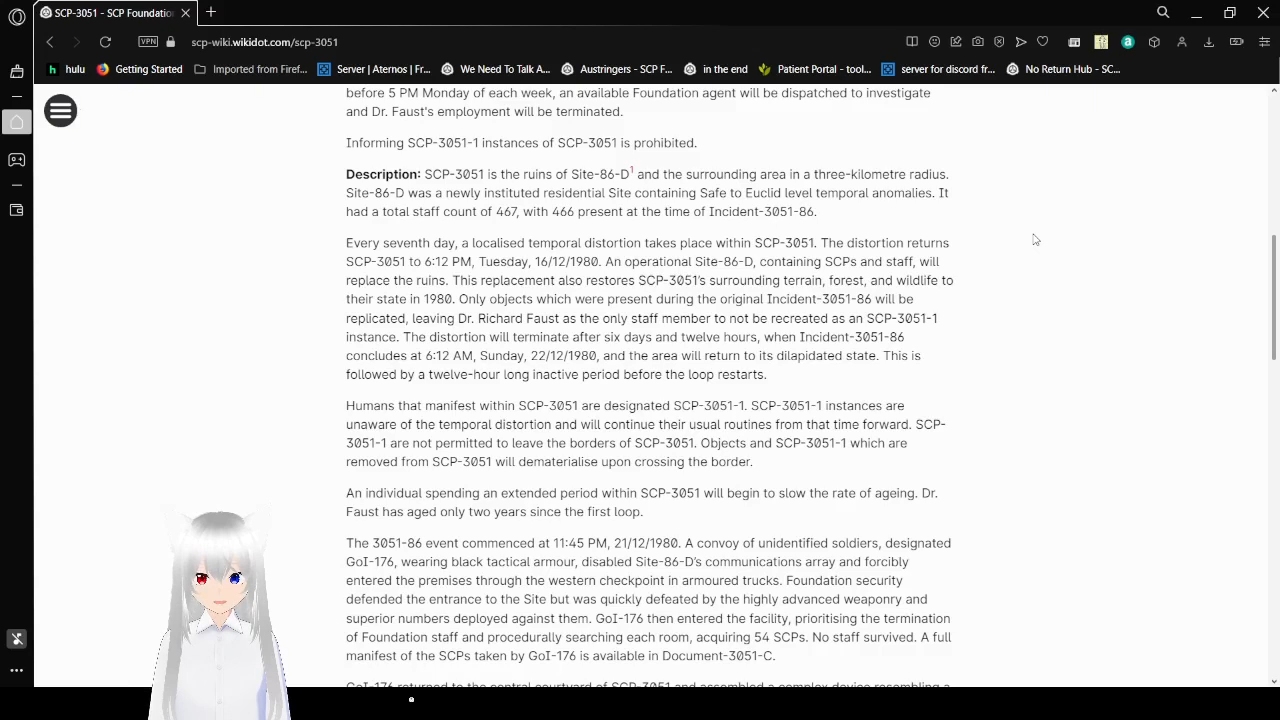 SCP-3051 - SCP Foundatio
scp-wiki.wikidot.com/scp-3051
VPN
hulu
Getting Started
Imported from Firef...
Server | Aternos | Fr...
We Need To Talk A...
Austringers - SCP F...
in the end
Patient Portal - tool...
server for discord fr...
No Return Hub - SC...
before 5 PM Monday of each week, an available Foundation agent will be dispatched to investigate
and Dr. Faust's employment will be terminated.
Informing SCP-3051-1 instances of SCP-3051 is prohibited.
Description: SCP-3051 is the ruins of Site-86-D1 and the surrounding area in a three-kilometre radius.
Site-86-D was a newly instituted residential Site containing Safe to Euclid level temporal anomalies. It
had a total staff count of 467, with 466 present at the time of Incident-3051-86.
Every seventh day, a localised temporal distortion takes place within SCP-3051. The distortion returns
SCP-3051 to 6:12 PM, Tuesday, 16/12/1980. An operational Site-86-D, containing SCPs and staff, will
replace the ruins. This replacement also restores SCP-3051's surrounding terrain, forest, and wildlife to
their state in 1980. Only objects which were present during the original Incident-3051-86 will be
replicated, leaving Dr. Richard Faust as the only staff member to not be recreated as an SCP-3051-1
instance. The distortion will terminate after six days and twelve hours, when Incident-3051-86
concludes at 6:12 AM, Sunday, 22/12/1980, and the area will return to its dilapidated state. This is
followed by a twelve-hour long inactive period before the loop restarts.
Humans that manifest within SCP-3051 are designated SCP-3051-1. SCP-3051-1 instances are
unaware of the temporal distortion and will continue their usual routines from that time forward. SCP-
3051-1 are not permitted to leave the borders of SCP-3051. Objects and SCP-3051-1 which are
removed from SCP-3051 will dematerialise upon crossing the border.
An individual spending an extended period within SCP-3051 will begin to slow the rate of ageing. Dr.
Faust has aged only two years since the first loop.
The 3051-86 event commenced at 11:45 PM, 21/12/1980. A convoy of unidentified soldiers, designated
GoI-176, wearing black tactical armour, disabled Site-86-D's communications array and forcibly
entered the premises through the western checkpoint in armoured trucks. Foundation security
defended the entrance to the Site but was quickly defeated by the highly advanced weaponry and
superior numbers deployed against them. GoI-176 then entered the facility, prioritising the termination
of Foundation staff and procedurally searching each room, acquiring 54 SCPs. No staff survived. A full
manifest of the SCPs taken by GoI-176 is available in Document-3051-C.
GoI-176 returned to the central courtyard of SCP-3051 and assembled a complex device resembling a